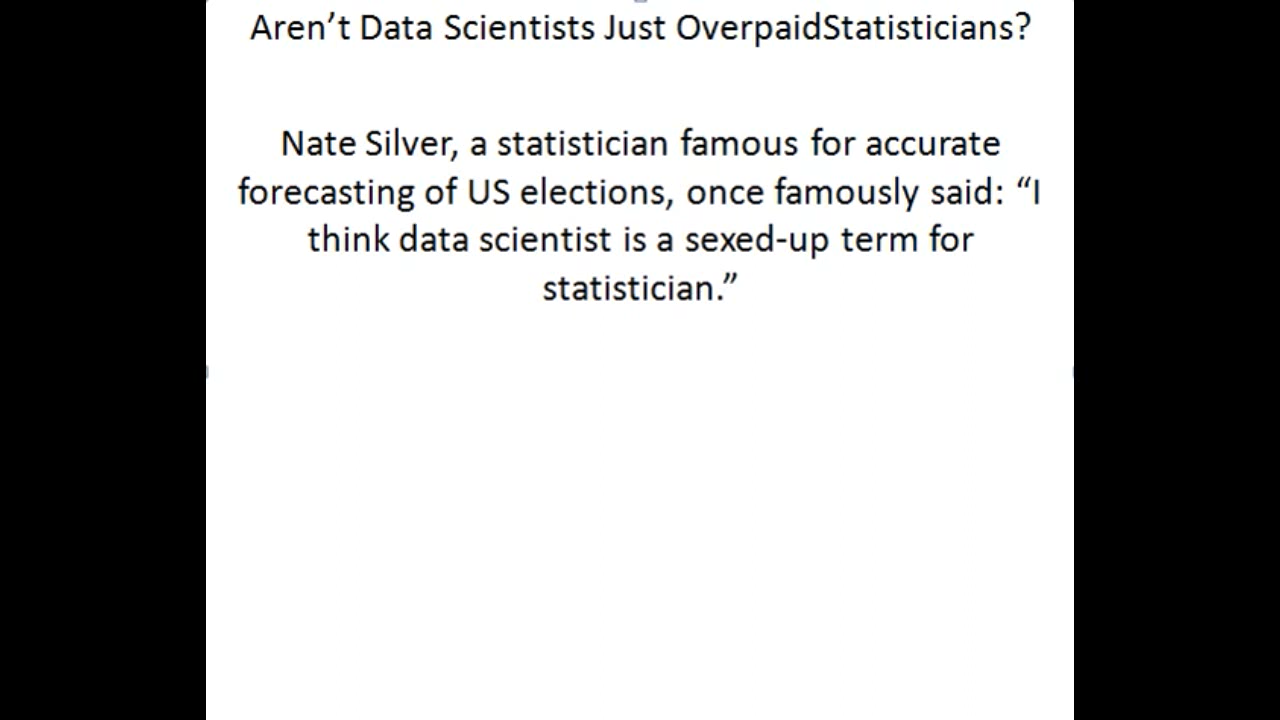 Aren’t Data Scientists Just OverpaidStatisticians?
Nate Silver, a statistician famous for accurate
forecasting of US elections, once famously said: “I
think data scientist is a sexed-up term for
statistician.”